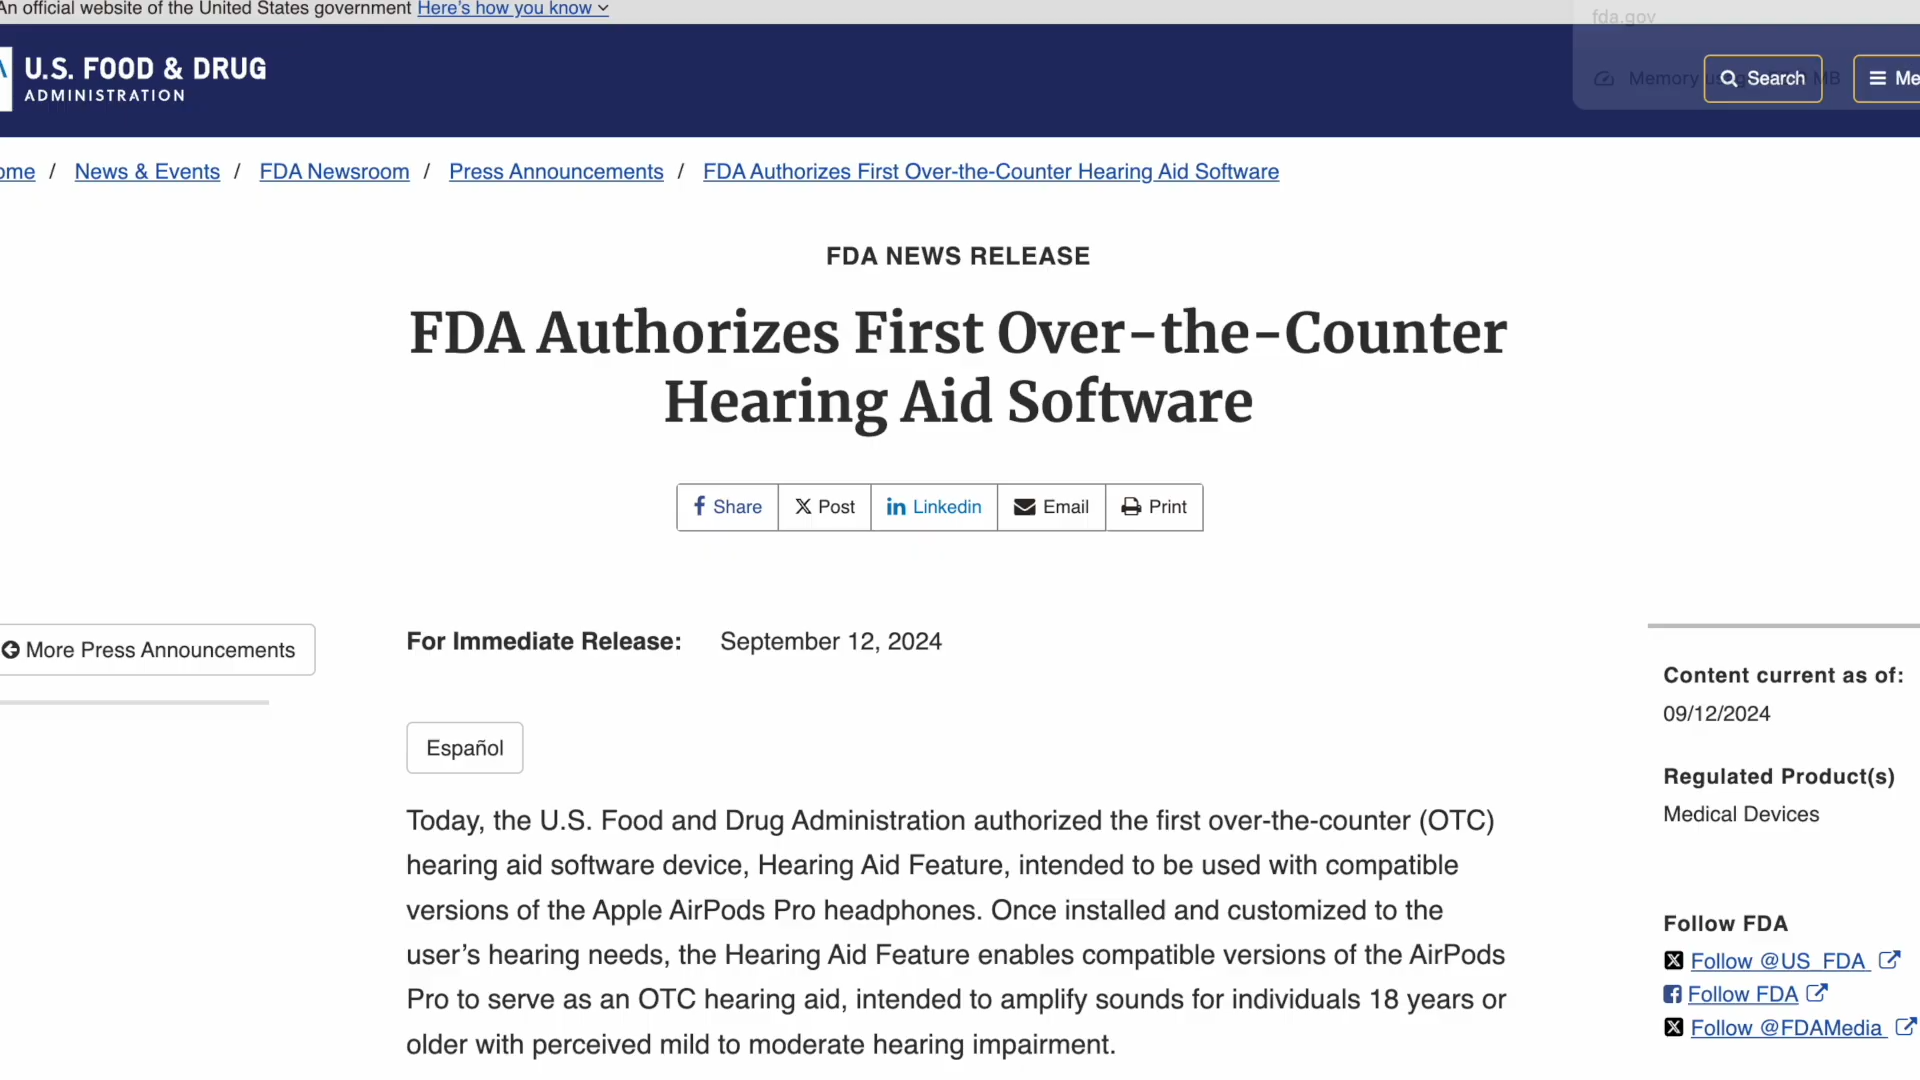 An official website of the United States government Here's how you know
fda.gov
U.S. FOOD & DRUG
ADMINISTRATION
Memory MB
Search
Me
ome / News & Events / FDA Newsroom / Press Announcements / FDA Authorizes First Over-the-Counter Hearing Aid Software
FDA NEWS RELEASE
FDA Authorizes First Over-the-Counter
Hearing Aid Software
Share
Post
Linkedin
Email
Print
More Press Announcements
For Immediate Release: September 12, 2024
Español
Today, the U.S. Food and Drug Administration authorized the first over-the-counter (OTC)
hearing aid software device, Hearing Aid Feature, intended to be used with compatible
versions of the Apple AirPods Pro headphones. Once installed and customized to the
user’s hearing needs, the Hearing Aid Feature enables compatible versions of the AirPods
Pro to serve as an OTC hearing aid, intended to amplify sounds for individuals 18 years or
older with perceived mild to moderate hearing impairment.
Content current as of:
09/12/2024
Regulated Product(s)
Medical Devices
Follow FDA
Follow @US_FDA
Follow FDA
Follow @FDAMedia